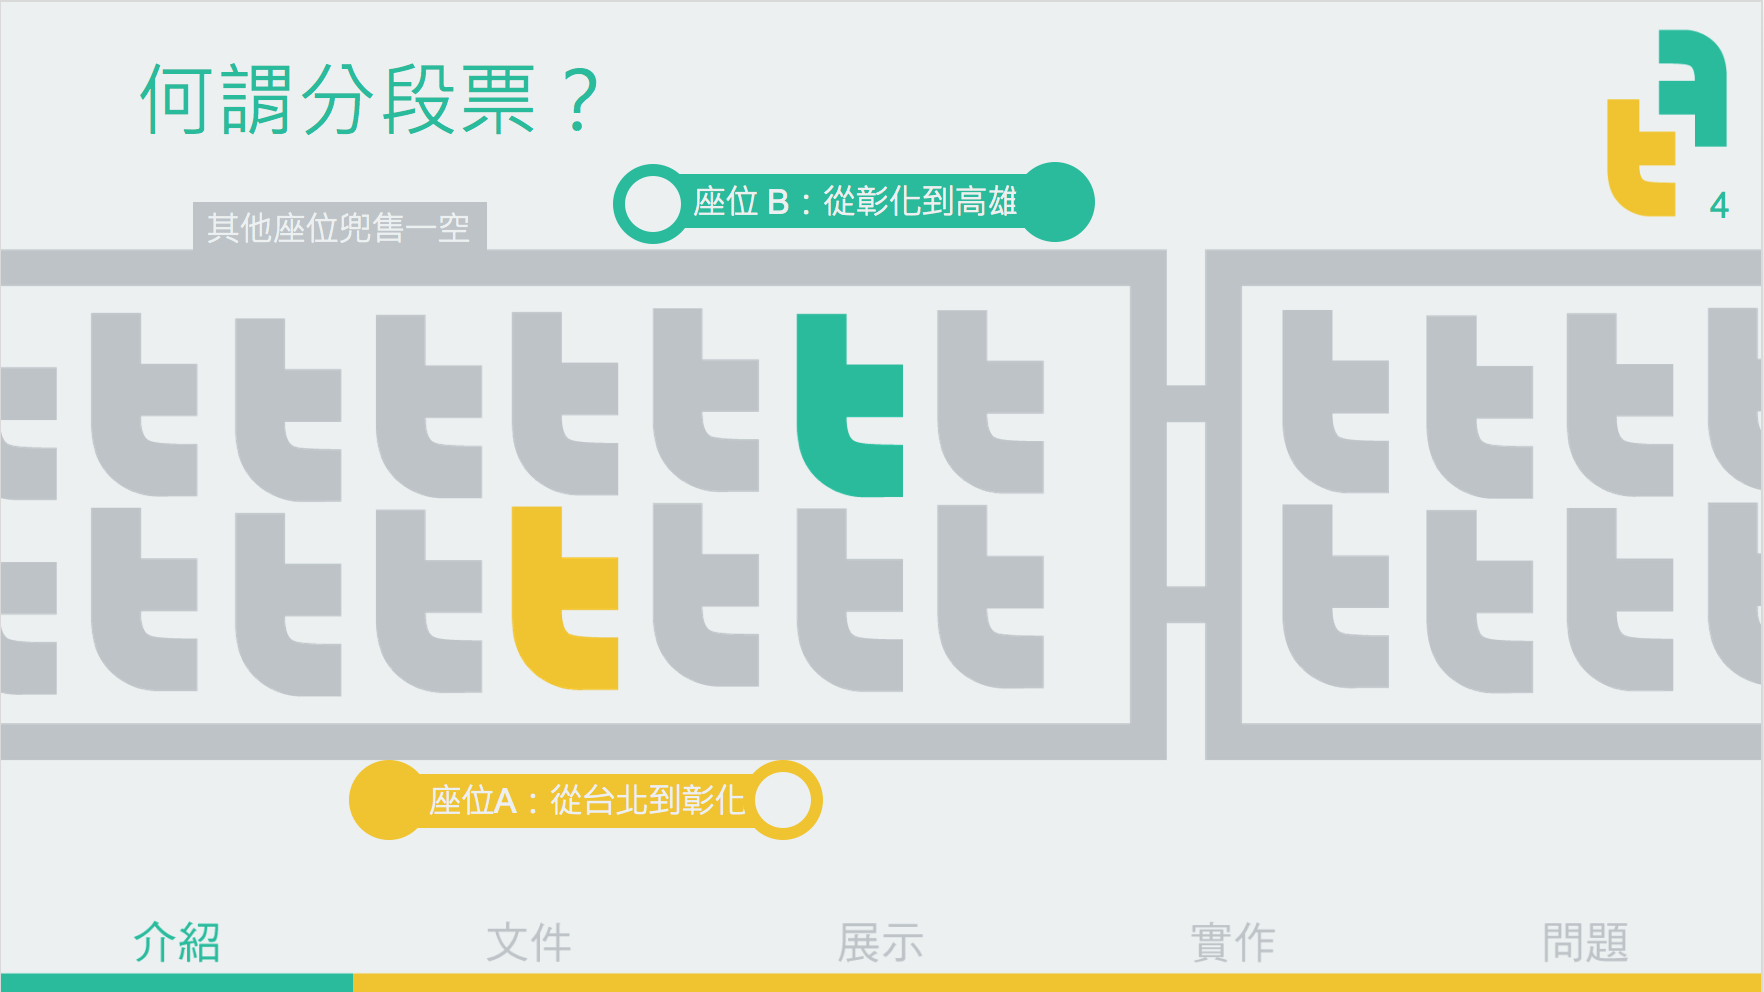 何謂分段票？
4
座位 B：從彰化到高雄
其他座位兜售一空
座位A：從台北到彰化
介紹
文件
展示
實作
問題